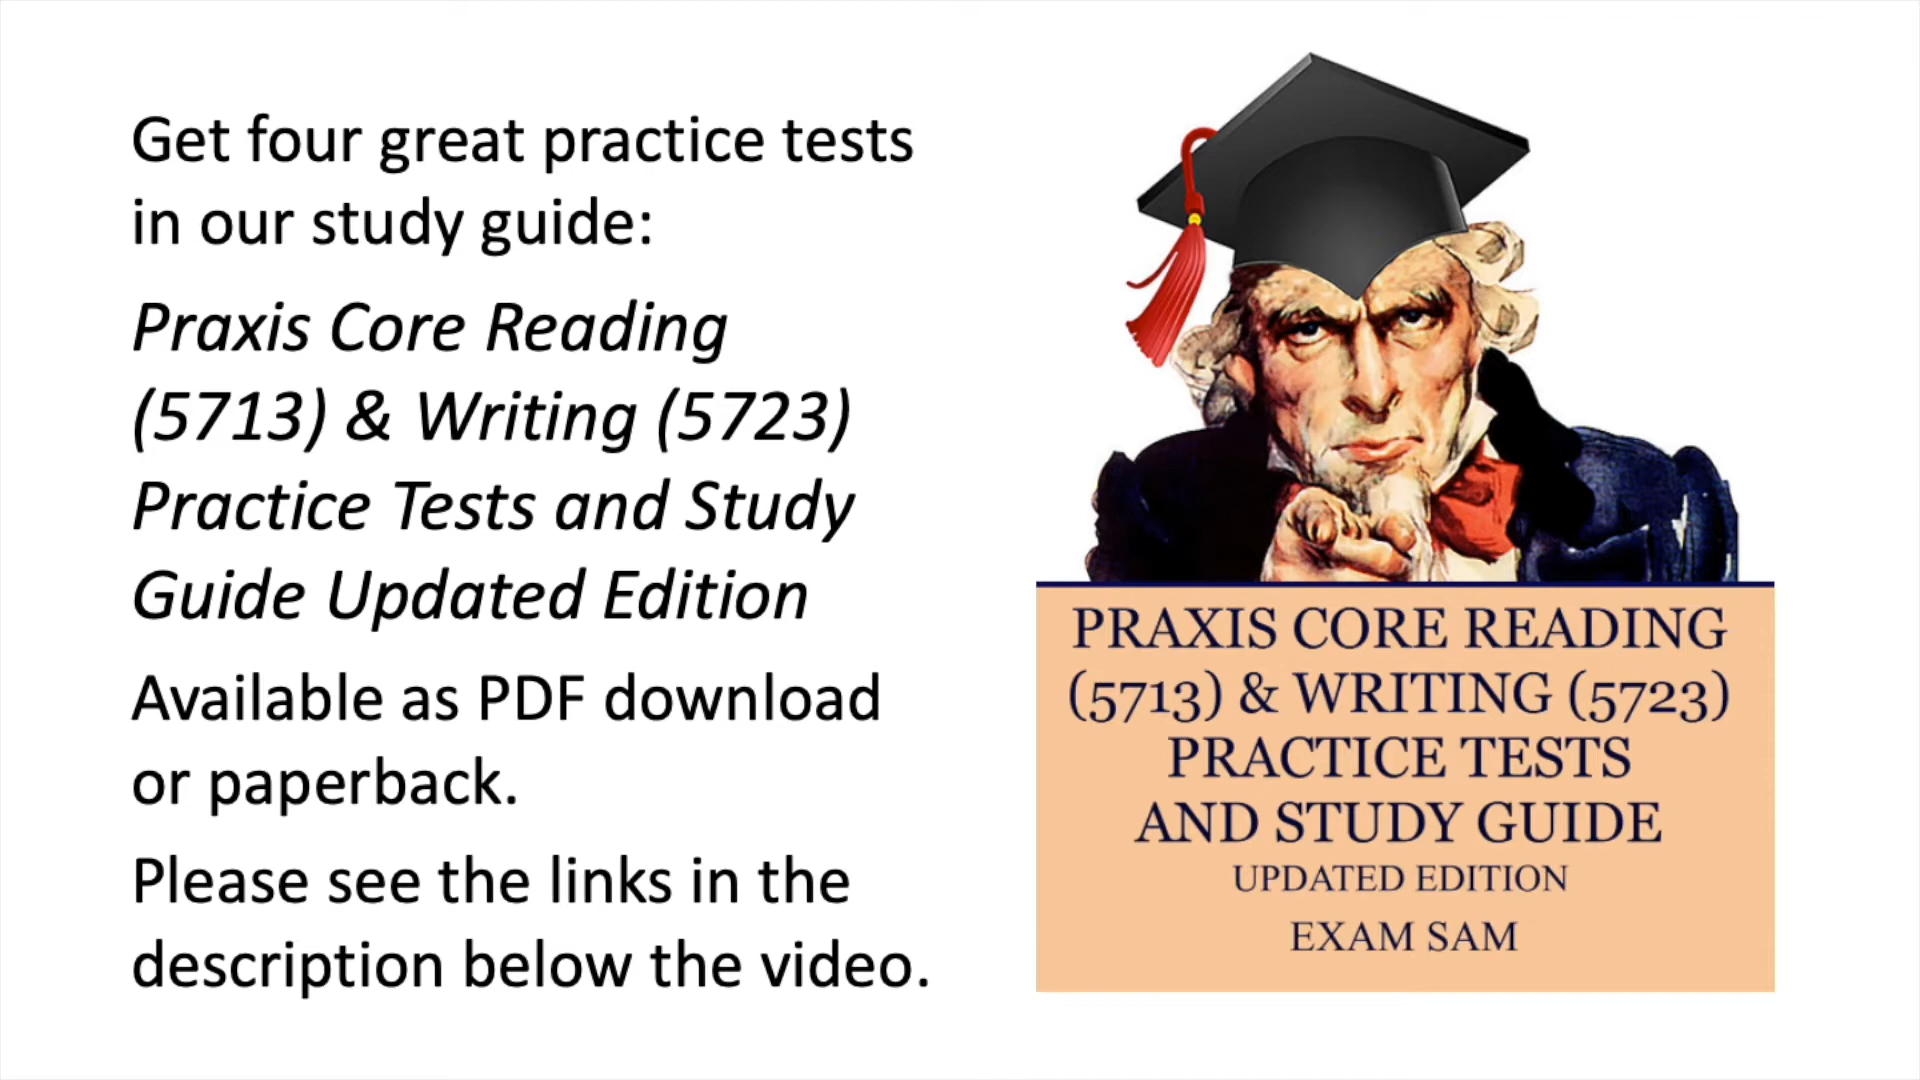 Get four great practice tests
in our study guide:
Praxis Core Reading
(5713) & Writing (5723)
Practice Tests and Study
Guide Updated Edition
Available as PDF download
or paperback.
Please see the links in the
description below the video.
PRAXIS CORE READING
(5713) & WRITING (5723)
PRACTICE TESTS
AND STUDY GUIDE
UPDATED EDITION
EXAM SAM